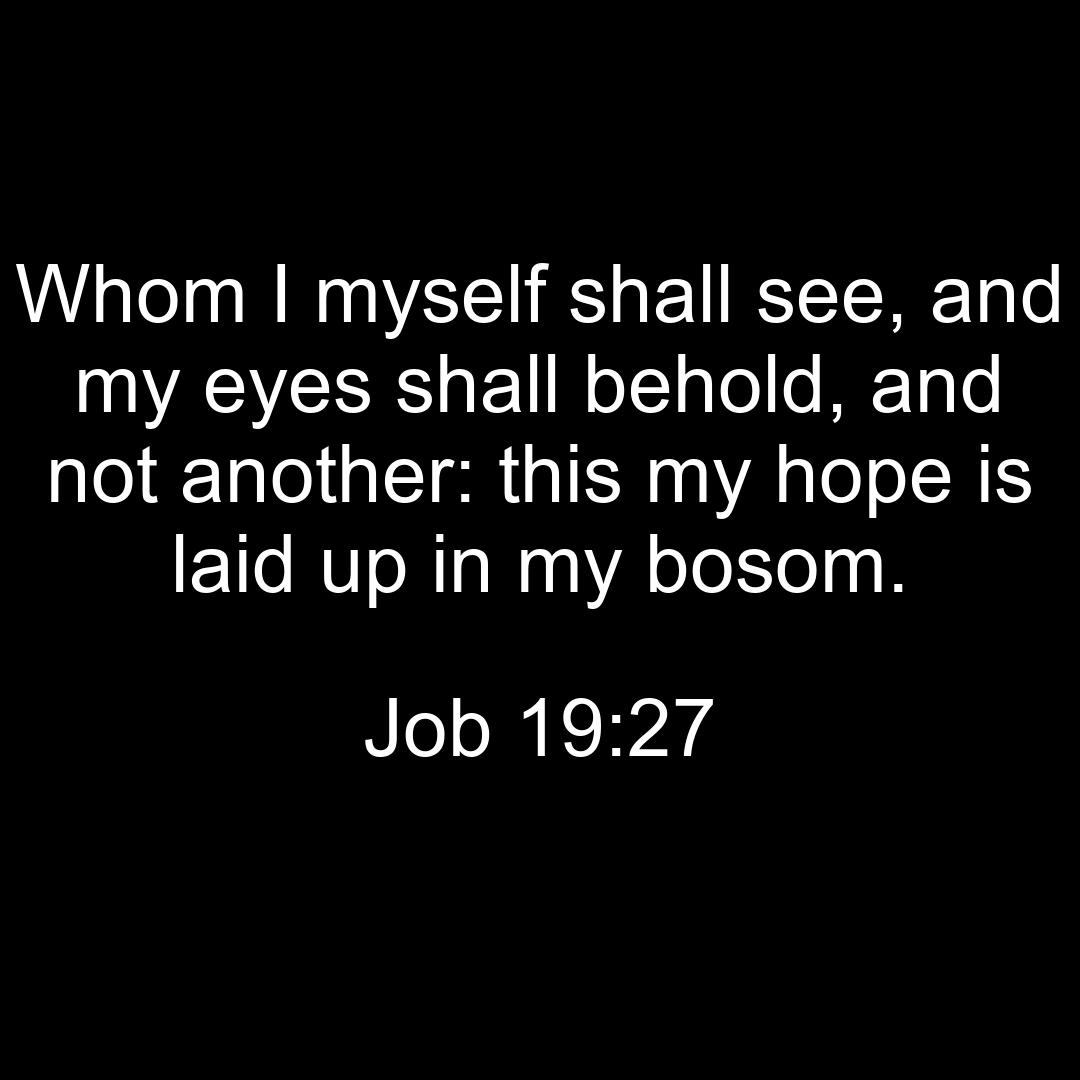 Whom I myself shall see, and
my eyes shall behold, and
not another: this my hope is
laid up in my bosom.
Job 19:27